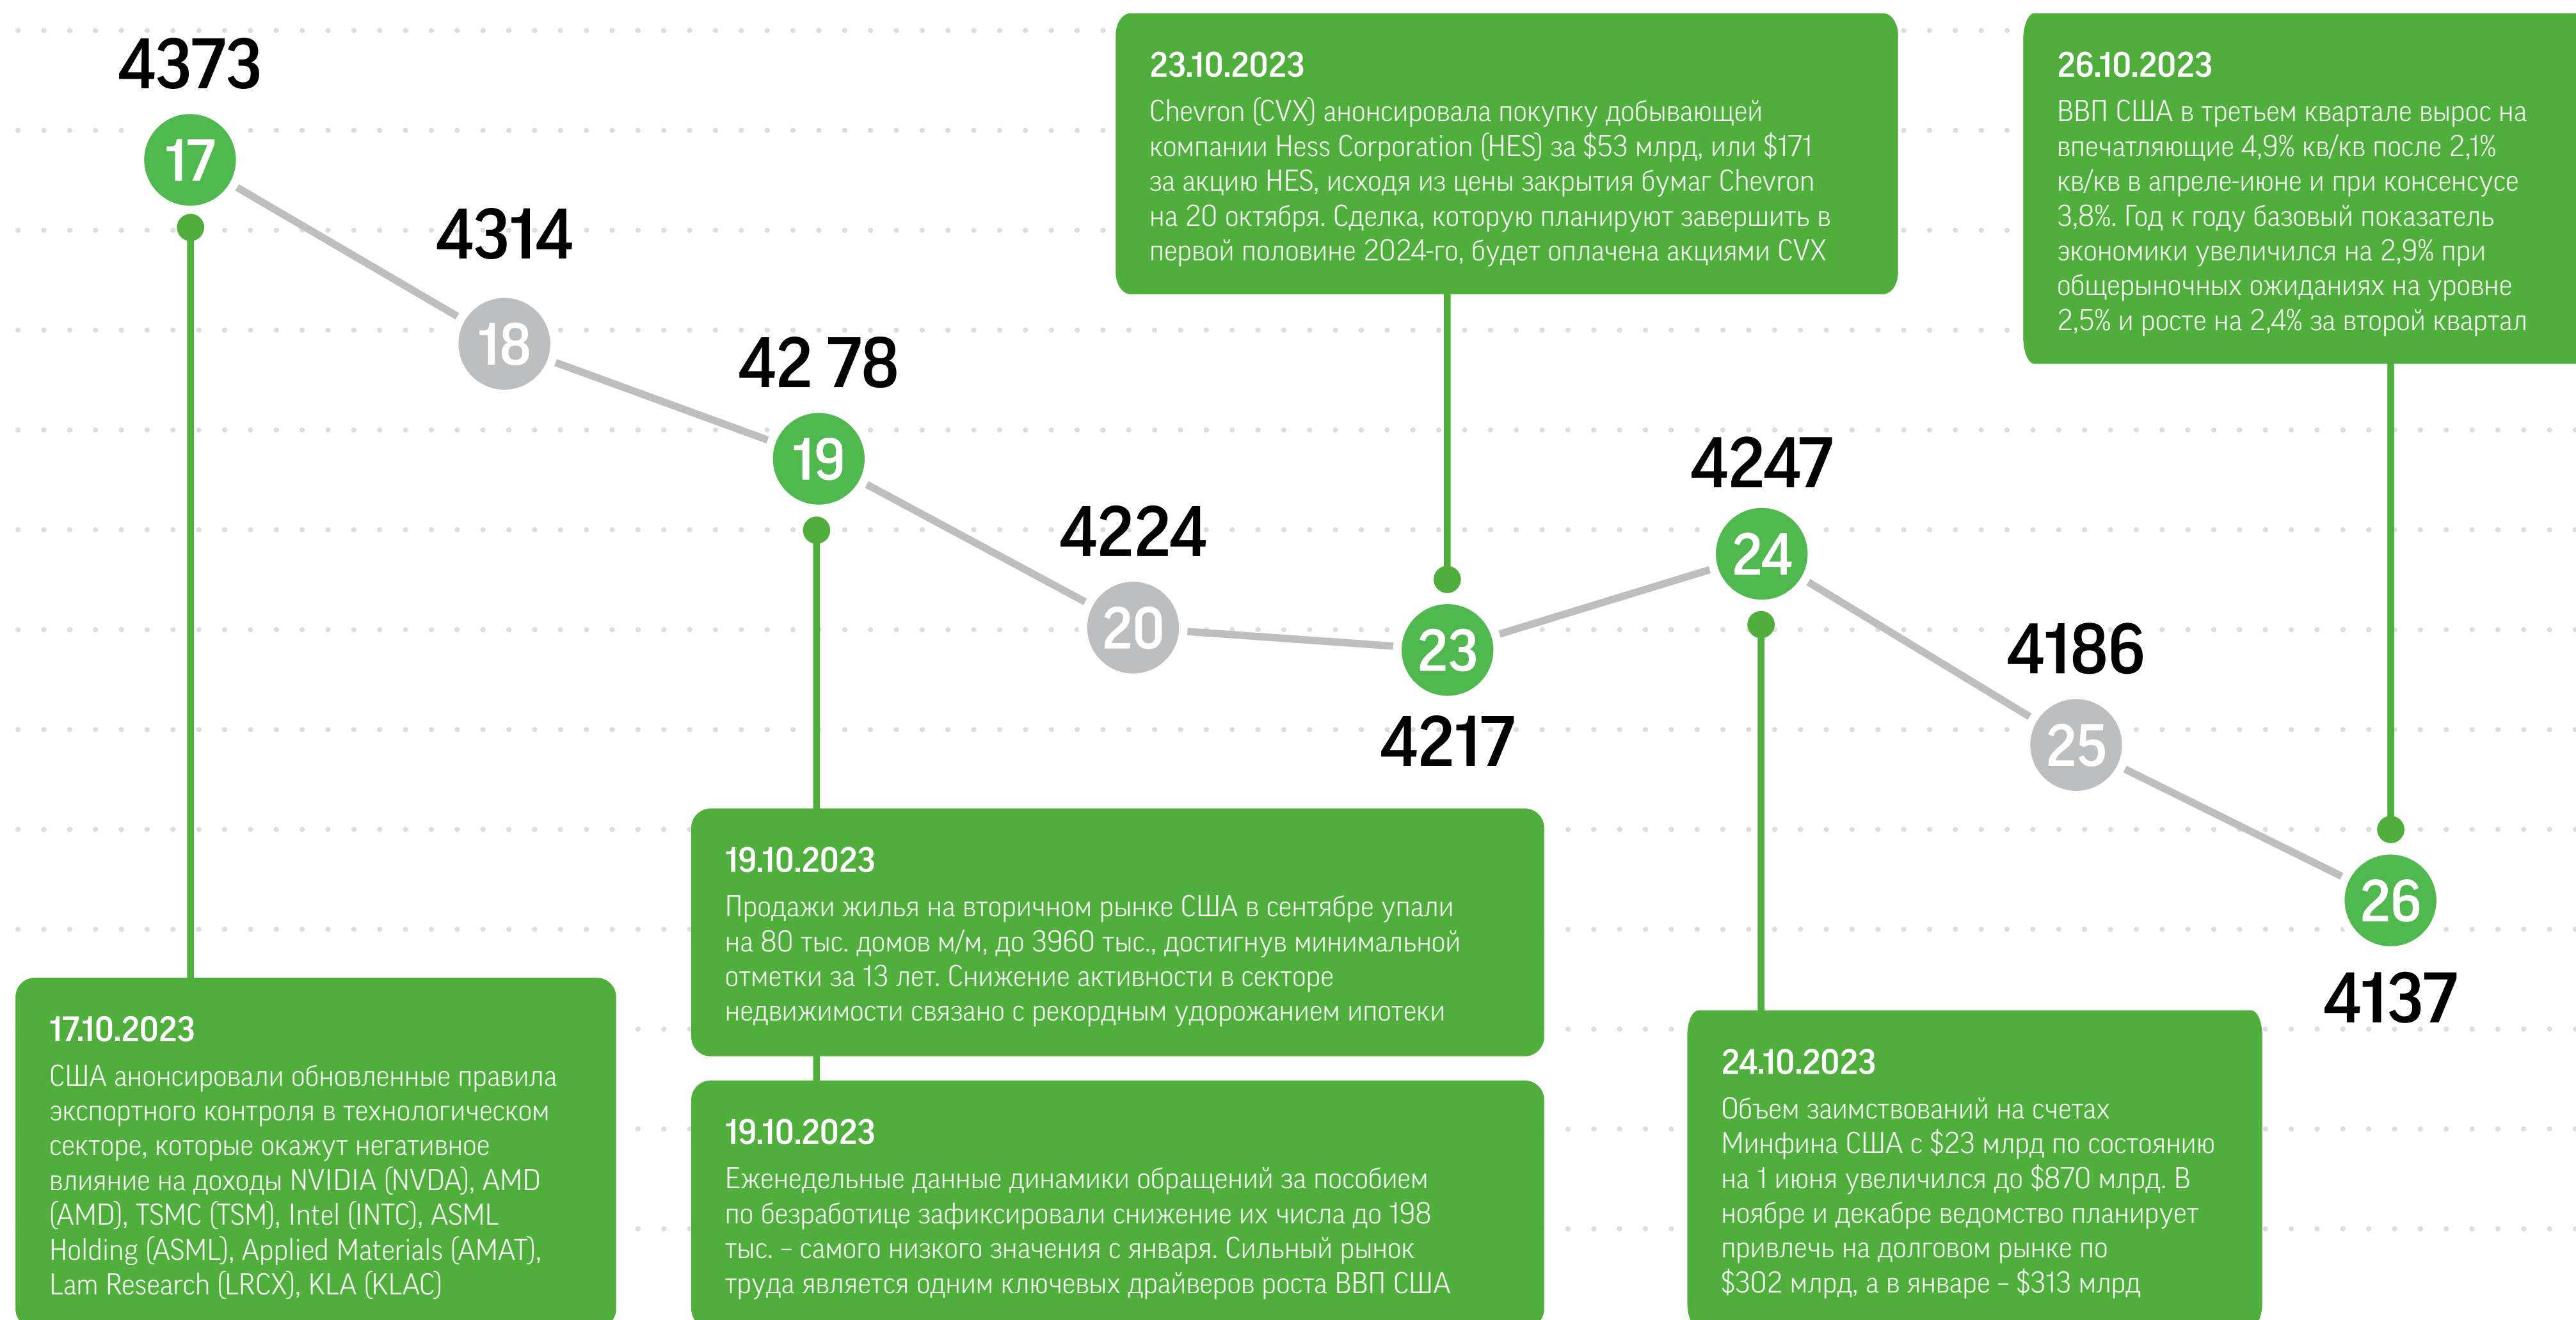 4373
17
4314
18
42 78
19
4224
20
23.10.2023
Chevron (CVX) анонсировала покупку добывающей
компании Hess Corporation (HES) за $53 млрд, или $171
за акцию HES, исходя из цены закрытия бумаг Chevron
на 20 октября. Сделка, которую планируют завершить в
первой половине 2024-го, будет оплачена акциями CVX
23
4217
4247
24
4186
25
26.10.2023
ВВП США в третьем квартале вырос на
впечатляющие 4,9% кв/кв после 2,1%
кв/кв в апреле-июне и при консенсусе
3,8%. Год к году базовый показатель
экономики увеличился на 2,9% при
общерыночных ожиданиях на уровне
2,5% и росте на 2,4% за второй квартал
26
4137
17.10.2023
США анонсировали обновленные правила
экспортного контроля в технологическом
секторе, которые окажут негативное
влияние на доходы NVIDIA (NVDA), AMD
(AMD), TSMC (TSM), Intel (INTC), ASML
Holding (ASML), Applied Materials (AMAT),
Lam Research (LRCX), KLA (KLAC)
19.10.2023
Продажи жилья на вторичном рынке США в сентябре упали
на 80 тыс. домов м/м, до 3960 тыс., достигнув минимальной
отметки за 13 лет. Снижение активности в секторе
недвижимости связано с рекордным удорожанием ипотеки
19.10.2023
Еженедельные данные динамики обращений за пособием
по безработице зафиксировали снижение их числа до 198
тыс. – самого низкого значения с января. Сильный рынок
труда является одним ключевых драйверов роста ВВП США
24.10.2023
Объем заимствований на счетах
Минфина США с $23 млрд по состоянию
на 1 июня увеличился до $870 млрд. В
ноябре и декабре ведомство планирует
привлечь на долговом рынке по
$302 млрд, а в январе – $313 млрд